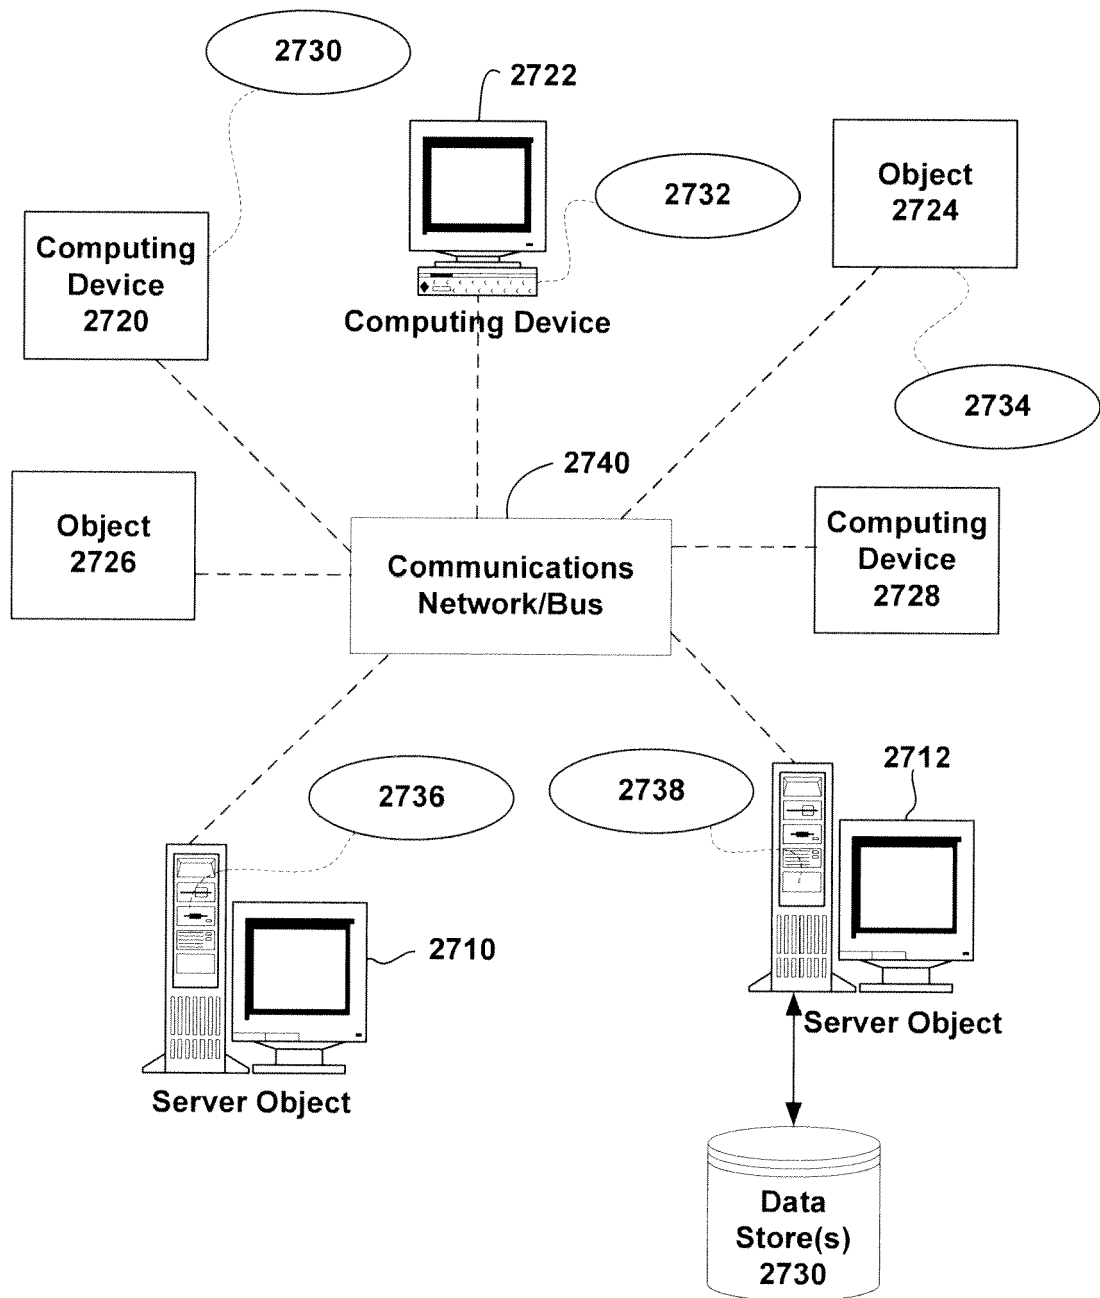 2730
2722
2732
Object
2724
Computing
Device
2720
Computing Device
2734
2740
Object
2726
Communications
Network/Bus
Computing
Device
2728
2736
2738
2712
2710
Server Object
Server Object
Data
Store(s)
2730